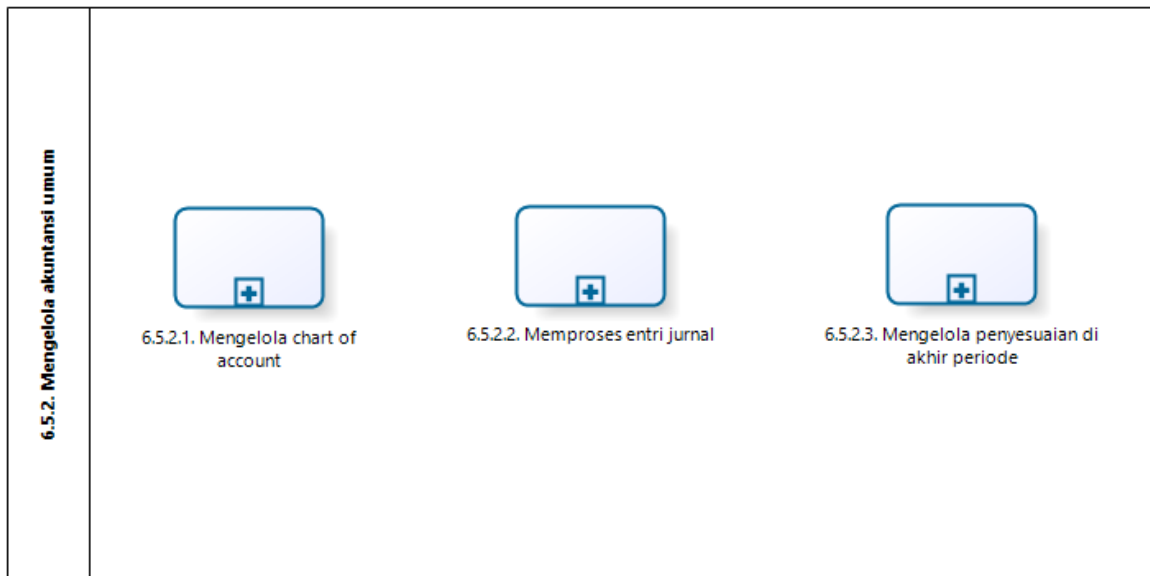 6.5.2. Mengelola akuntansi umum
6.5.2.1. Mengelola chart of
account
6.5.2.2. Memproses entri jurnal
6.5.2.3. Mengelola penyesuaian di
akhir periode